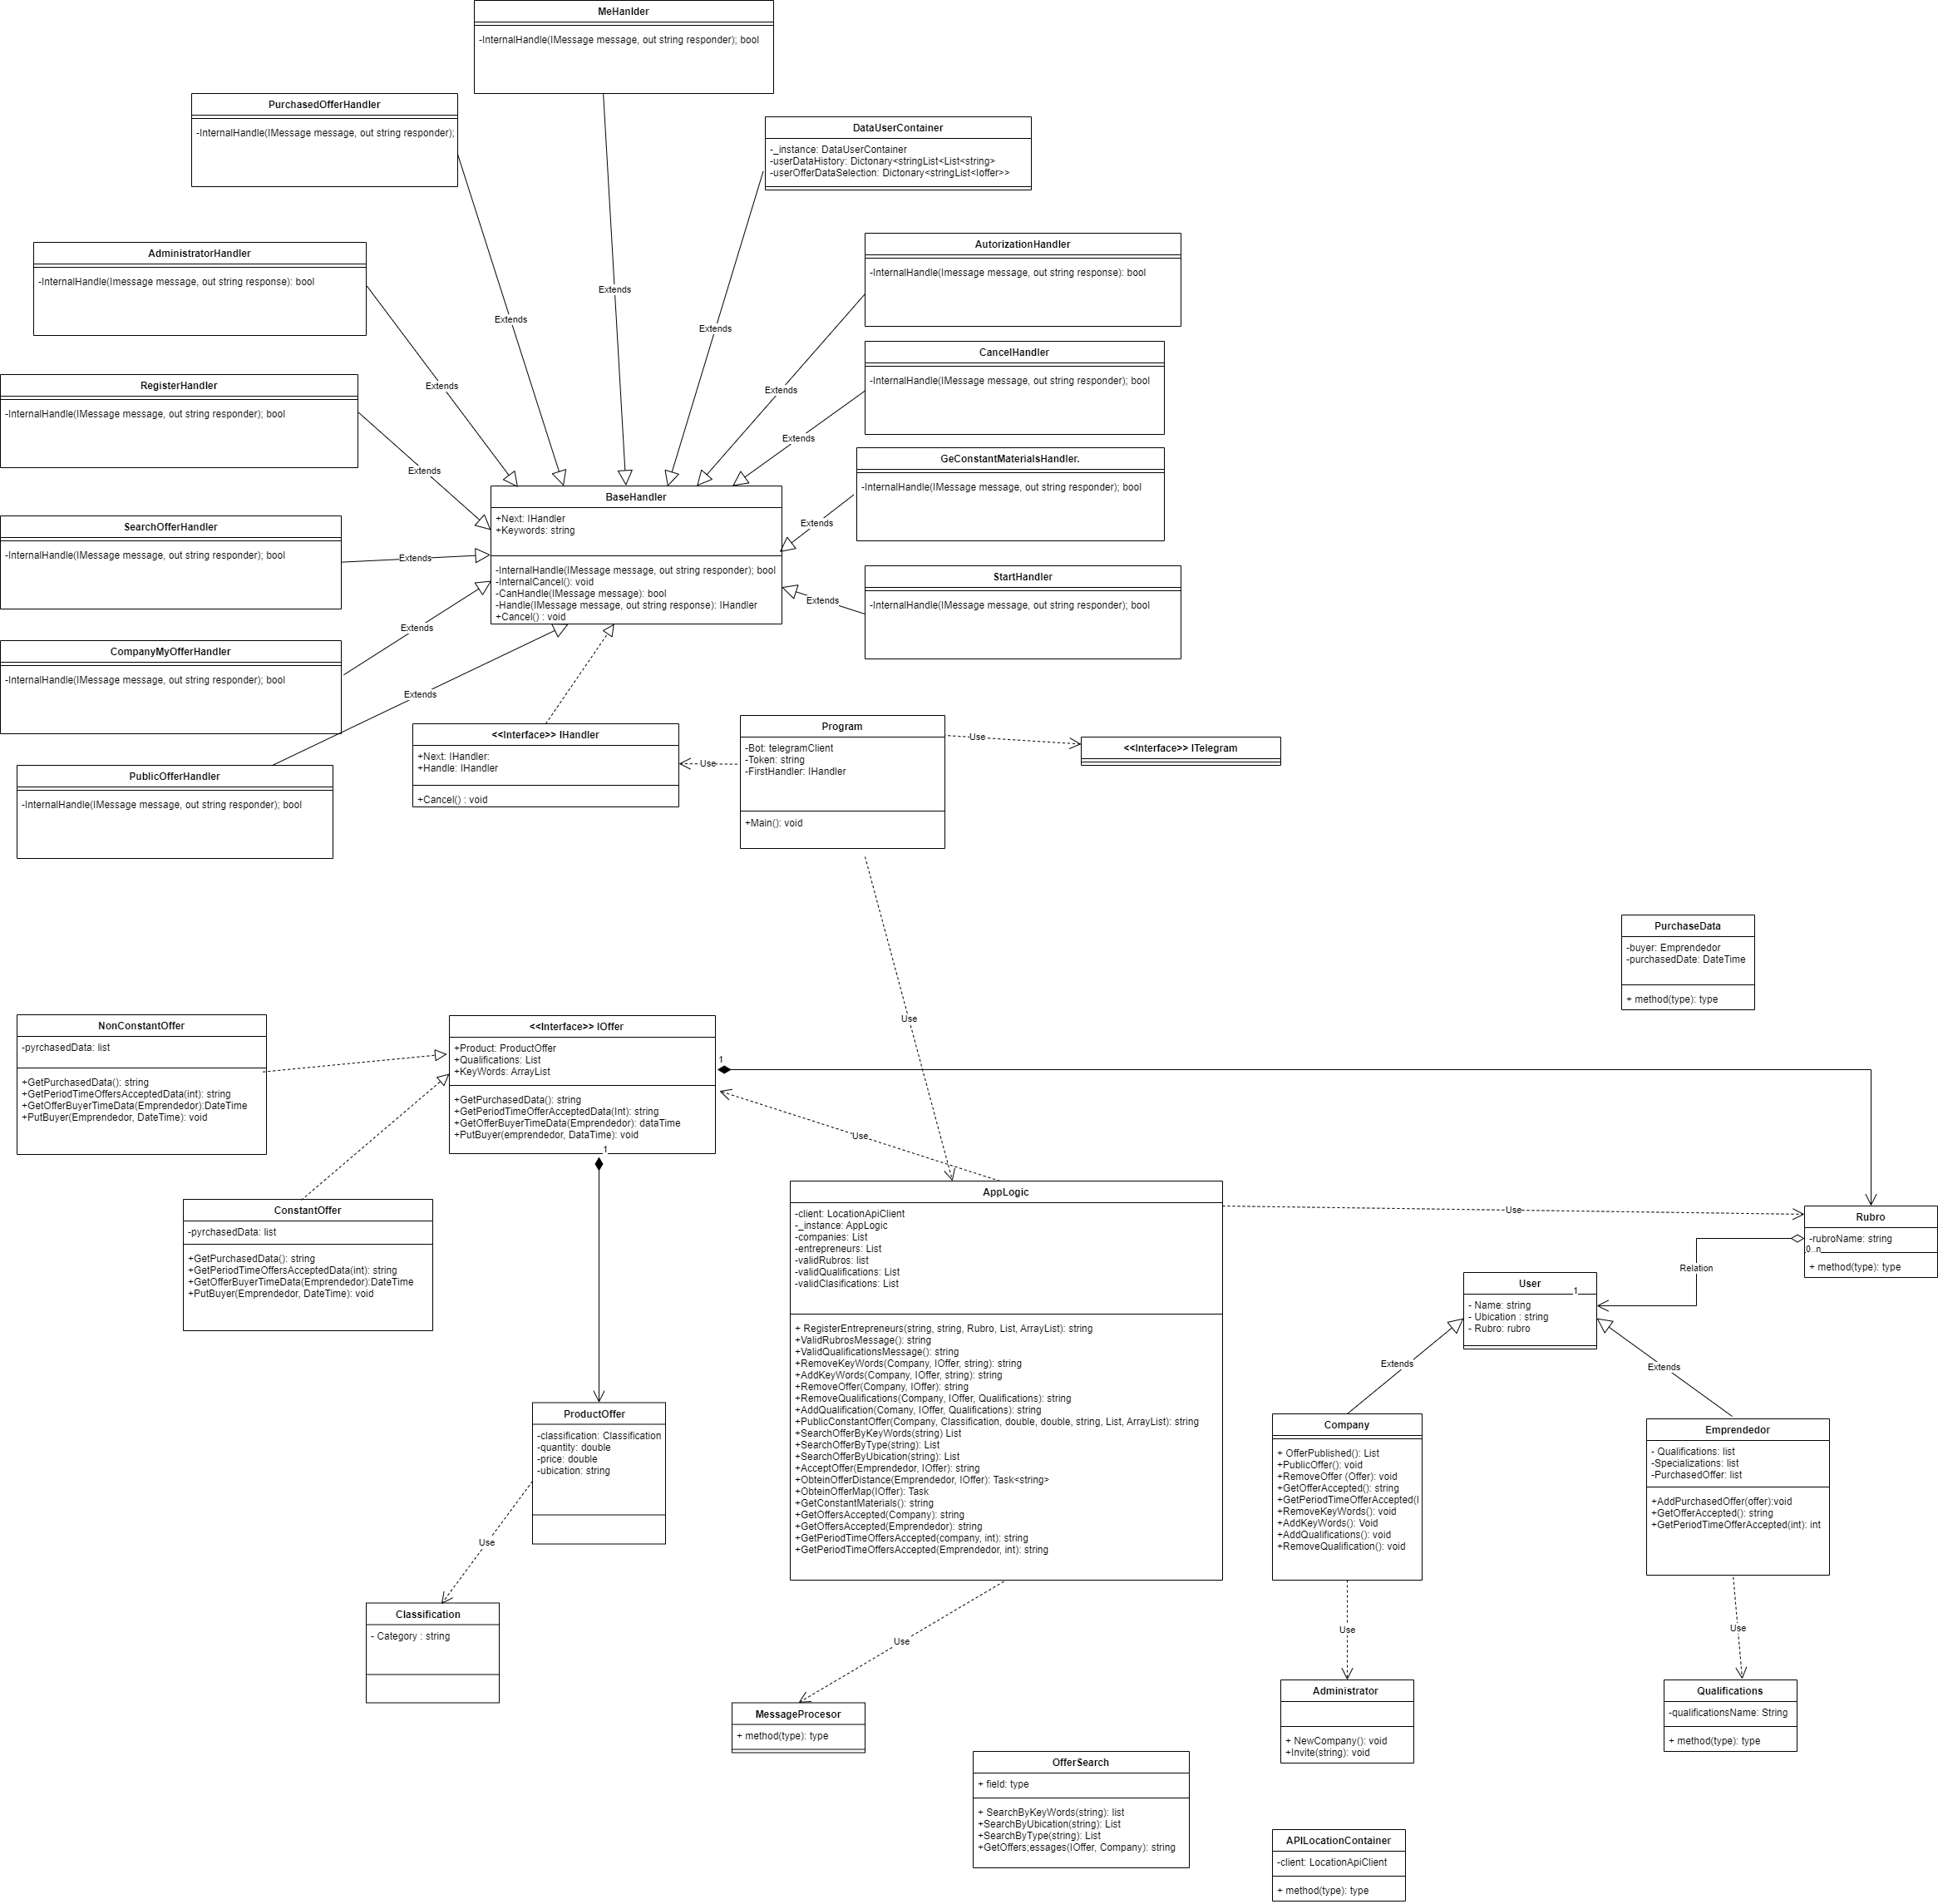 MeHanlder
-InternalHandle(IMessage message, out string responder); bool
PurchasedOfferHandler
-InternalHandle(IMessage message, out string responder);
DataUserContainer
-_instance: DataUserContainer
-userDataHistory: Dictonary<stringList<List<string>
-userOfferDataSelection: Dictonary<stringList<Ioffer>>
AdministratorHandler
-InternalHandle(Imessage message, out string response): bool
AutorizationHandler
-InternalHandle(Imessage message, out string response): bool
Extends
Extends
Extends
Extends
Extends
CancelHandler
-InternalHandle(IMessage message, out string responder); bool
RegisterHandler
-InternalHandle(IMessage message, out string responder); bool
Extends
Extends
GeConstantMaterialsHandler.
-InternalHandle(IMessage message, out string responder); bool
BaseHandler
+Next: IHandler
+Keywords: string
-InternalHandle(IMessage message, out string responder); bool
-InternalCancel(): void
-CanHandle(IMessage message): bool
-Handle(IMessage message, out string response): IHandler
+Cancel() : void
Extends
SearchOfferHandler
-InternalHandle(IMessage message, out string responder); bool
Extends
StartHandler
-InternalHandle(IMessage message, out string responder); bool
Extends
Extends
CompanyMyOfferHandler
-InternalHandle(IMessage message, out string responder); bool
Extends
Extends
PublicOfferHandler
-InternalHandle(IMessage message, out string responder); bool
<<Interface>> IHandler
+Next: IHandler:
+Handle: IHandler
+Cancel() : void
Use
Program
-Bot: telegramClient
-Token: string
-FirstHandler: IHandler
+Main(): void
Use
<<Interface>> ITelegram
PurchaseData
-buyer: Emprendedor
-purchasedDate: DateTime
+ method(type): type
Use
NonConstantOffer
-pyrchasedData: list
+GetPurchasedData(): string
+GetPeriodTimeOffersAcceptedData(int): string
+GetOfferBuyerTimeData(Emprendedor):DateTime
+PutBuyer(Emprendedor, DateTime): void
<<Interface>> IOffer
+Product: ProductOffer
+Qualifications: List
+KeyWords: ArrayList
+GetPurchasedData(): string
+GetPeriodTimeOfferAcceptedData(Int): string
+GetOfferBuyerTimeData(Emprendedor): dataTime
+PutBuyer(emprendedor, DataTime): void
1
1
Use
ConstantOffer
-pyrchasedData: list
+GetPurchasedData(): string
+GetPeriodTimeOffersAcceptedData(int): string
+GetOfferBuyerTimeData(Emprendedor):DateTime
+PutBuyer(Emprendedor, DateTime): void
AppLogic
-client: LocationApiClient
-_instance: AppLogic
-companies: List
-entrepreneurs: List
-validRubros: list
-validQualifications: List
-validClasifications: List
+ RegisterEntrepreneurs(string, string, Rubro, List, ArrayList): string
+ValidRubrosMessage(): string
+ValidQualificationsMessage(): string
+RemoveKeyWords(Company, IOffer, string): string
+AddKeyWords(Company, IOffer, string): string
+RemoveOffer(Company, IOffer): string
+RemoveQualifications(Company, IOffer, Qualifications): string
+AddQualification(Comany, IOffer, Qualifications): string
+PublicConstantOffer(Company, Classification, double, double, string, List, ArrayList): string
+SearchOfferByKeyWords(string) List
+SearchOfferByType(string): List
+SearchOfferByUbication(string): List
+AcceptOffer(Emprendedor, IOffer): string
+ObteinOfferDistance(Emprendedor, IOffer): Task<string>
+ObteinOfferMap(IOffer): Task
+GetConstantMaterials(): string
+GetOffersAccepted(Company): string
+GetOffersAccepted(Emprendedor): string
+GetPeriodTimeOffersAccepted(company, int): string
+GetPeriodTimeOffersAccepted(Emprendedor, int): string
Use
Rubro
-rubroName: string
0..n
+ method(type): type
Relation
User
1
- Name: string
- Ubication : string
- Rubro: rubro
Extends
Extends
ProductOffer
-classification: Classification
-quantity: double
-price: double
-ubication: string
Use
Company
+ OfferPublished(): List
+PublicOffer(): void
+RemoveOffer (Offer): void
+GetOfferAccepted(): string
+GetPeriodTimeOfferAccepted(I
+RemoveKeyWords(): void
+AddKeyWords(): Void
+AddQualifications(): void
+RemoveQualification(): void
Emprendedor
- Qualifications: list
-Specializations: list
-PurchasedOffer: list
+AddPurchasedOffer(offer):void
+GetOfferAccepted(): string
+GetPeriodTimeOfferAccepted(int): int
Classification
- Category : string
Use
Use
Use
MessageProcesor
+ method(type): type
Administrator
+ NewCompany(): void
+Invite(string): void
Qualifications
-qualificationsName: String
+ method(type): type
OfferSearch
+ field: type
+ SearchByKeyWords(string): list
+SearchByUbication(string): List
+SearchByType(string): List
+GetOffers;essages(IOffer, Company): string
APILocationContainer
-client: LocationApiClient
+ method(type): type